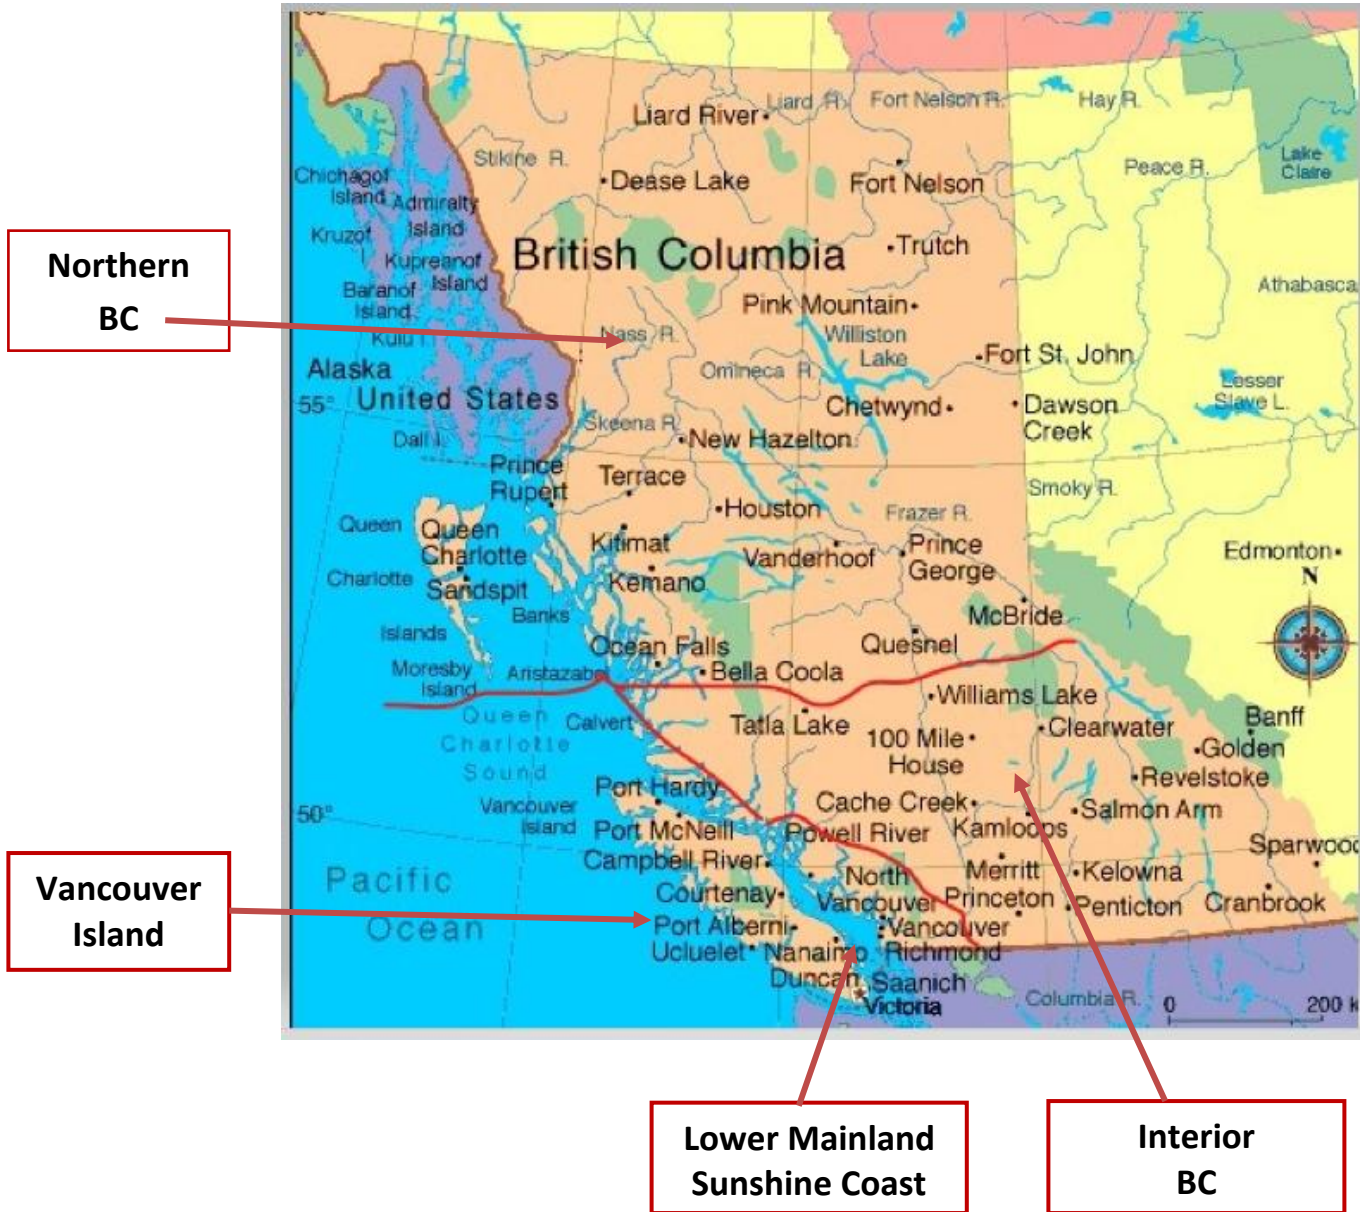 Liard River
Liard R.
Fort Nelson R.
Hay R.
Stikine R.
Dease Lake
Fort Nelson
Peace R.
Lake
Claire
Chichagof
Island
Admiralty
Island
Kruzof
I.
Kupreanof
Island
Baranof
Island
Kuiu I.
British Columbia
Trutch
Pink Mountain
Athabasca
Northern
BC
Nass R.
Williston
Lake
Omineca R.
Fort St. John
Alaska
United States
55°
Lesser
Slave L.
Chetwynd
Dawson
Creek
Dall I.
Skeena R.
New Hazelton
Prince
Rupert
Terrace
Smoky R.
Houston
Frazer R.
Queen
Charlotte
Islands
Queen
Charlotte
Sandspit
Kitimat
Kemano
Vanderhoof
Prince
George
Edmonton
N
Banks
McBride
Quesnel
Ocean Falls
Bella Coola
Moresby
Island
Aristazabal
Williams Lake
Queen
Charlotte
Sound
Calvert
Tatla Lake
100 Mile
House
Clearwater
Banff
Golden
Revelstoke
Port Hardy
Vancouver
Island
50°
Port McNeill
Cache Creek
Powell River
Kamloops
Salmon Arm
Campbell River
Merritt
Sparwood
Pacific
Ocean
Courtenay
North
Vancouver
Princeton
Kelowna
Penticton
Cranbrook
Vancouver
Island
Port Alberni
Vancouver
Ucluelet
Nanaimo
Richmond
Duncan
Saanich
Victoria
Columbia R.
0
200 k
Lower Mainland
Sunshine Coast
Interior
BC